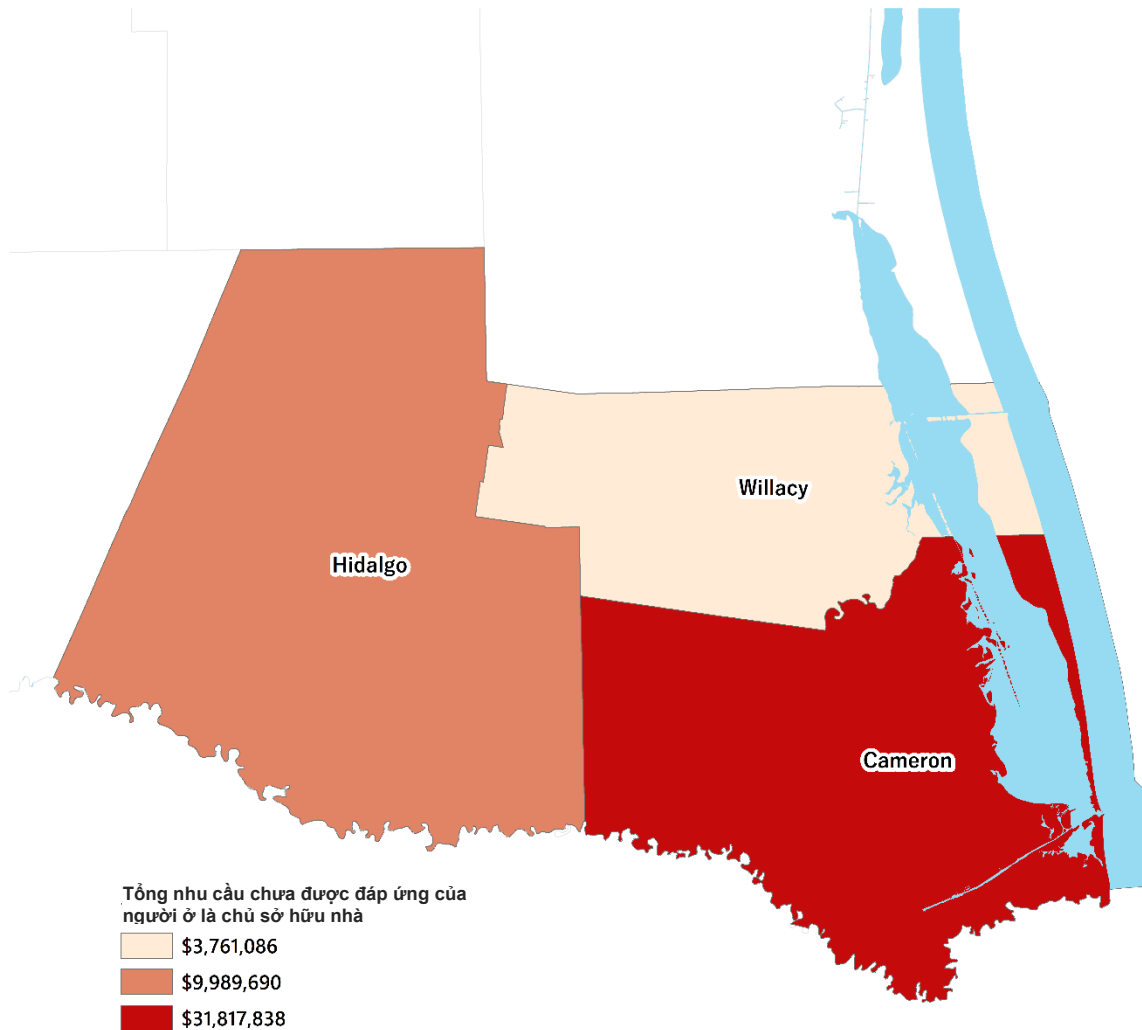 Willacy
Hidalgo
Cameron
Tổng nhu cầu chưa được đáp ứng của
người ở là chủ sở hữu nhà
$3,761,086
$9,989,690
$31,817,838